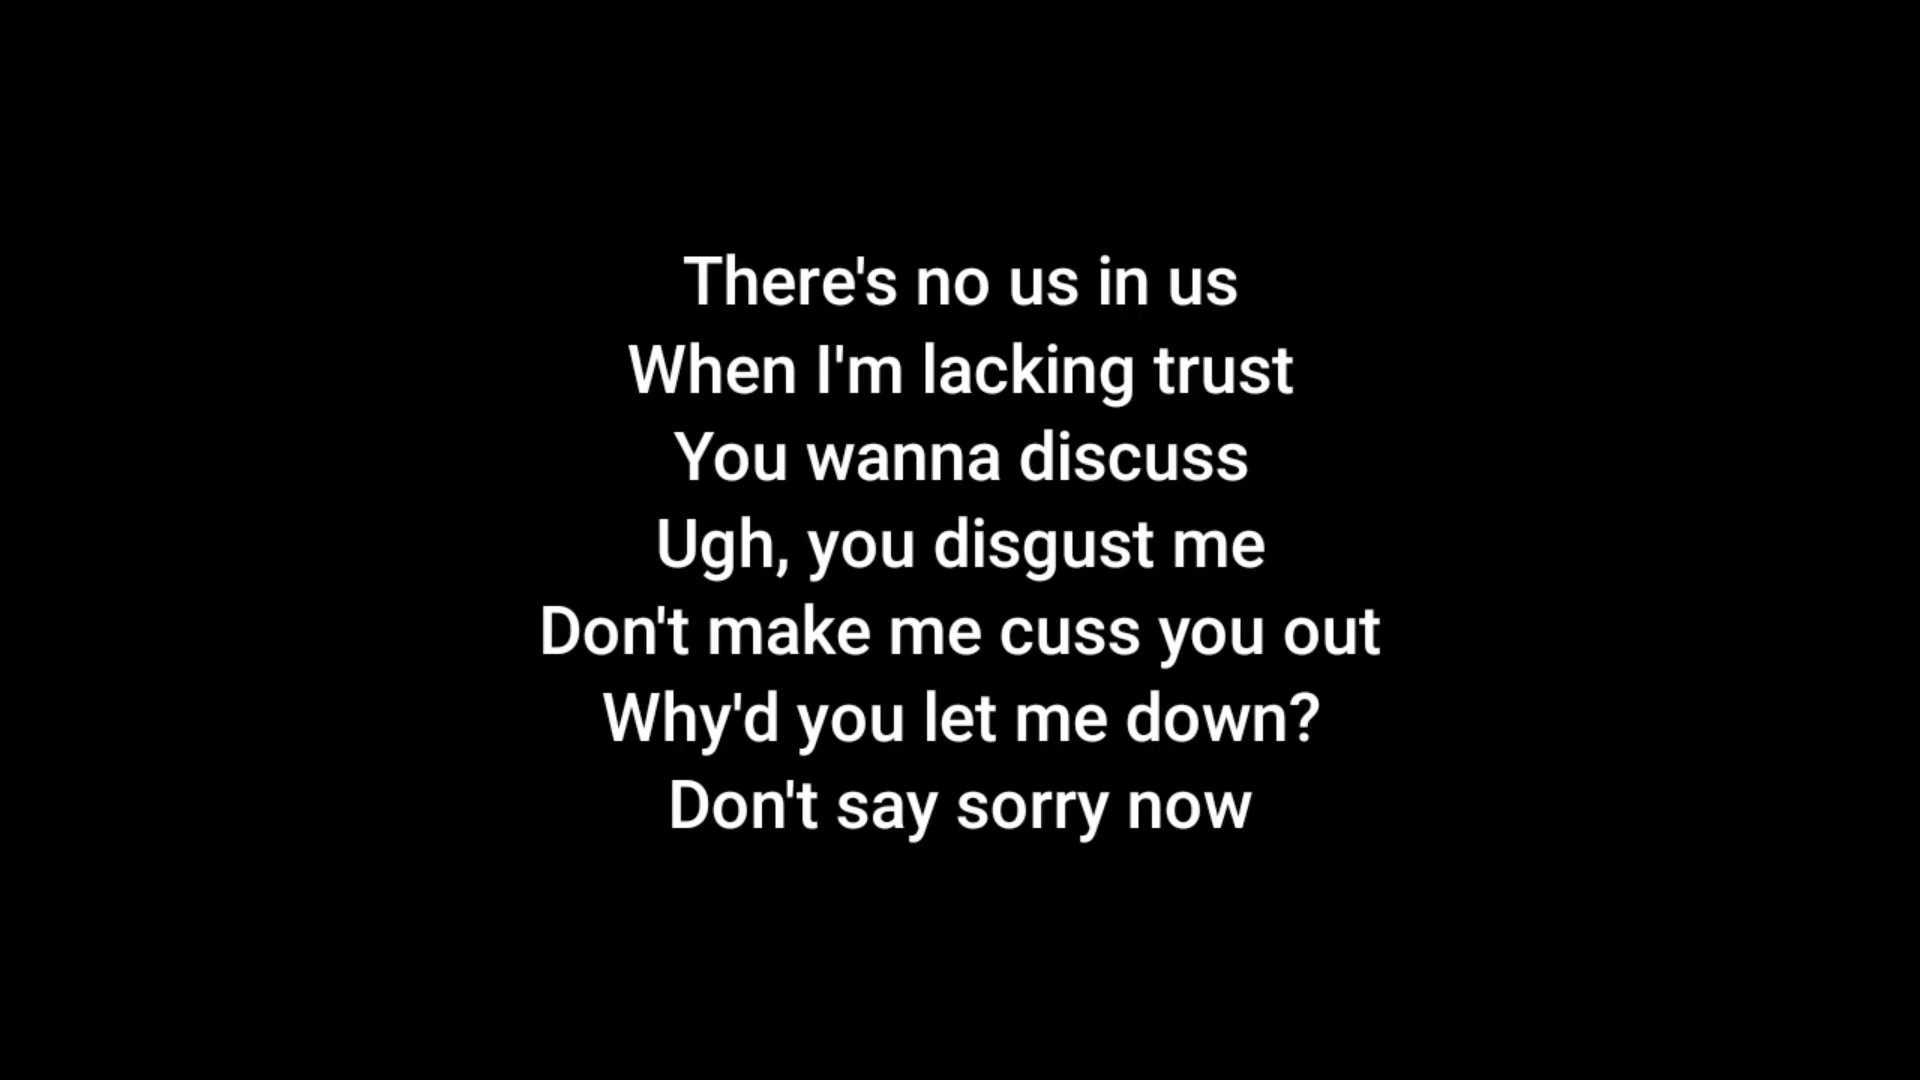 There's no us in us
When I'm lacking trust
You wanna discuss
Ugh, you disgust me
Don't make me cuss you out
Why'd you let me down?
Don't say sorry now